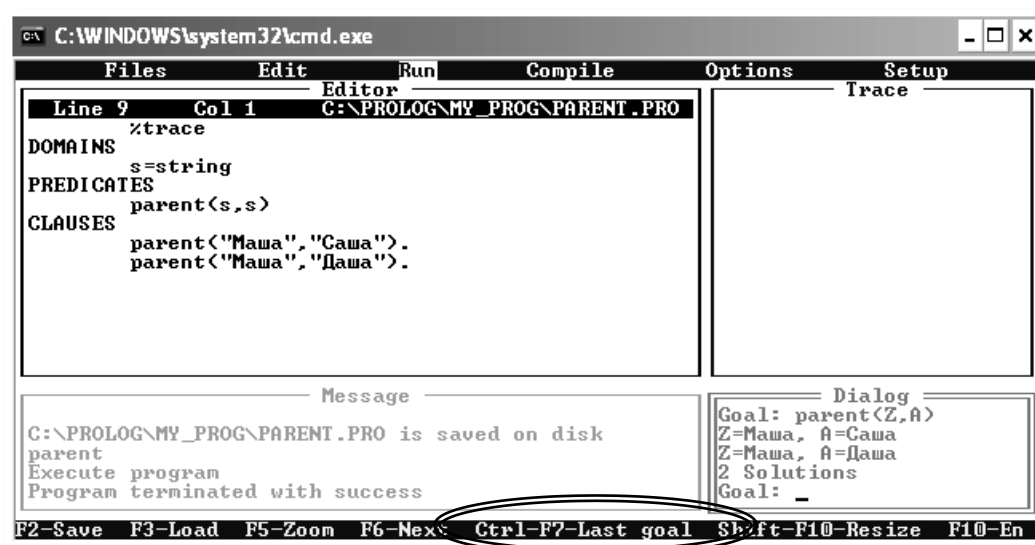 C:\WINDOWS\system32\cmd.exe
Files Edit Run Compile Options Setup
Editor
Line 9 Col 1 C:\PROLOG\MY_PROG\PARENT.PRO
%trace
DOMAINS
s=string
PREDICATES
parent(s,s)
CLAUSES
parent("Маша","Саша").
parent("Маша","Даша").
Trace
Message
C:\PROLOG\MY_PROG\PARENT.PRO is saved on disk
parent
Execute program
Program terminated with success
Dialog
Goal: parent(Z,A)
Z=Маша, A=Саша
Z=Маша, A=Даша
2 Solutions
Goal: _
F2-Save F3-Load F5-Zoom F6-Next Ctrl-F7-Last goal Shift-F10-Resize F10-En